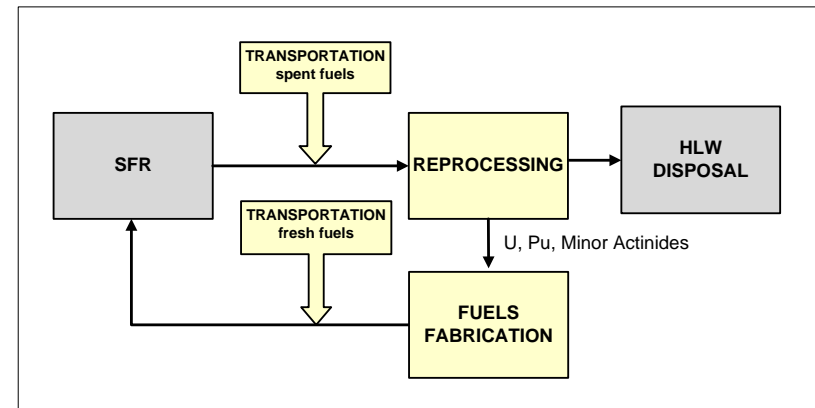 TRANSPORTATION
spent fuels
SFR
REPROCESSING
HLW
DISPOSAL
TRANSPORTATION
fresh fuels
U, Pu, Minor Actinides
FUELS
FABRICATION